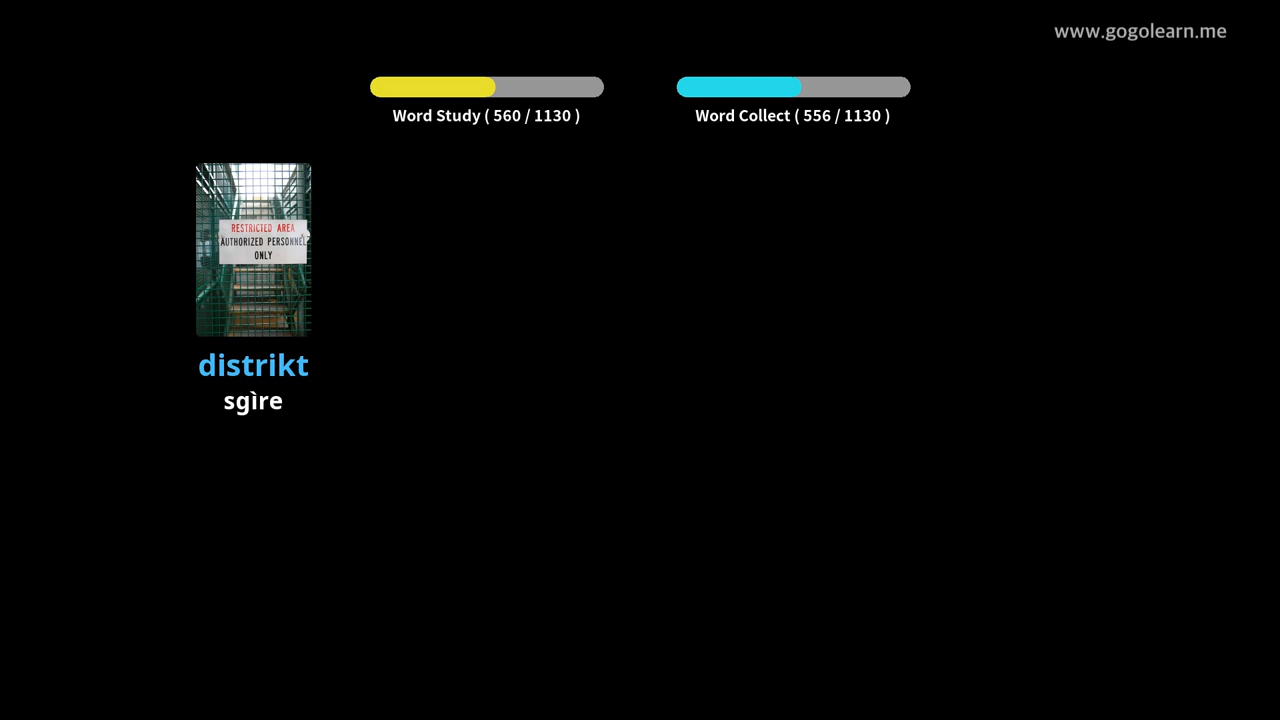 www.gogolearn.me
Word Study ( 560 / 1130 )
Word Collect ( 556 / 1130 )
RESTRICTED AREA
AUTHORIZED PERSONNEL
ONLY
distrikt
sgìre